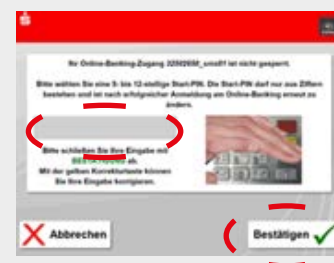 Ihr Online-Banking-Zugang ist nicht gesperrt.
Bitte wählen Sie eine 5- bis 12-stellige Start-PIN. Die Start-PIN darf nur aus Ziffern
bestehen und ist nach erfolgreicher Anmeldung am Online-Banking erneut zu
ändern.
Bitte schließen Sie Ihre Eingabe mit
BESTÄTIGUNG ab.
Mit der gelben Korrekturtaste können
Sie Ihre Eingabe korrigieren.
Abbrechen
Bestätigen